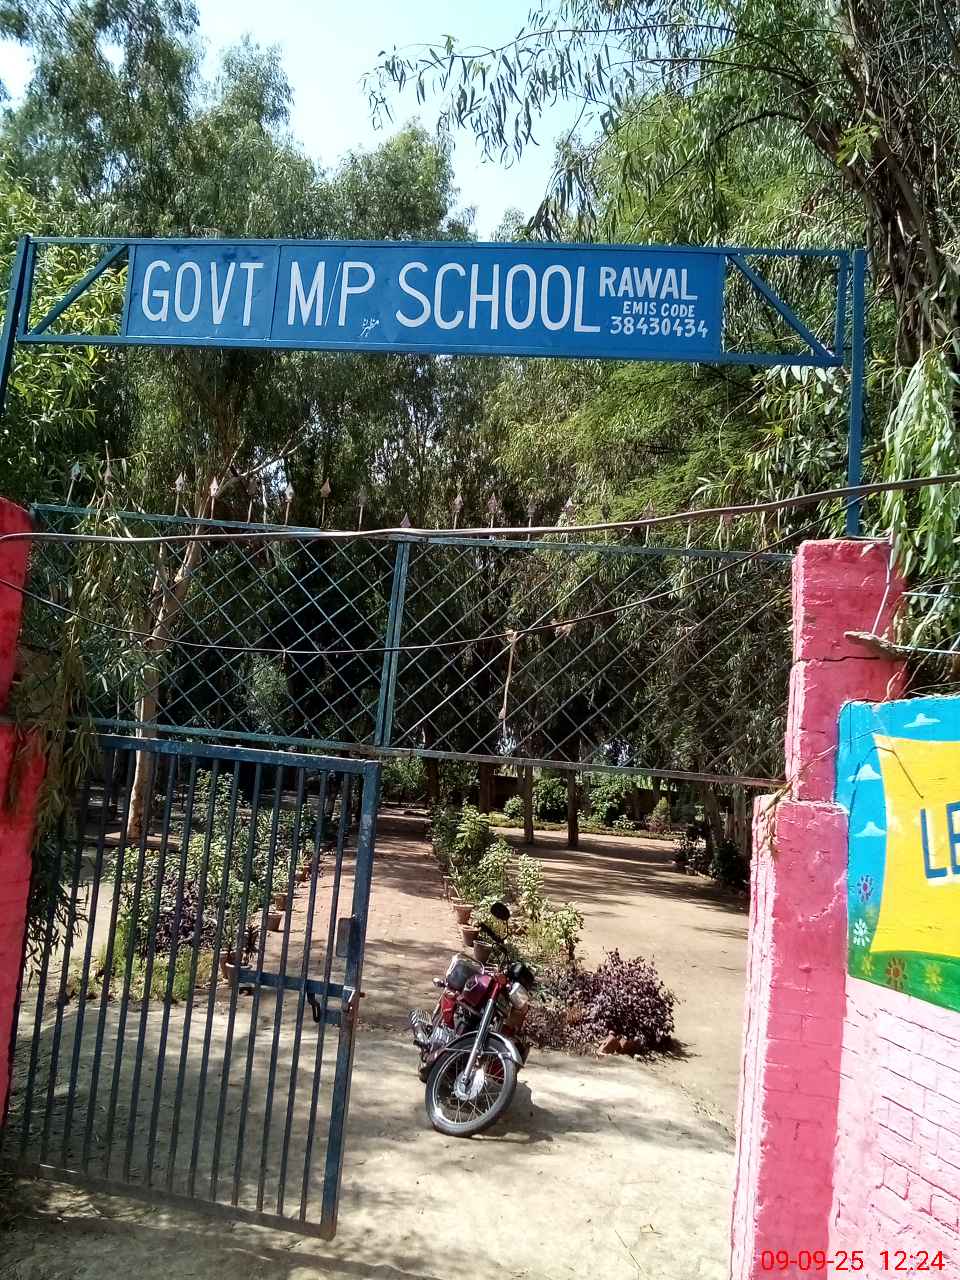 GOVT M/P SCHOOL RAWAL
EMIS CODE
38430434
LE
09-09-25 12:24